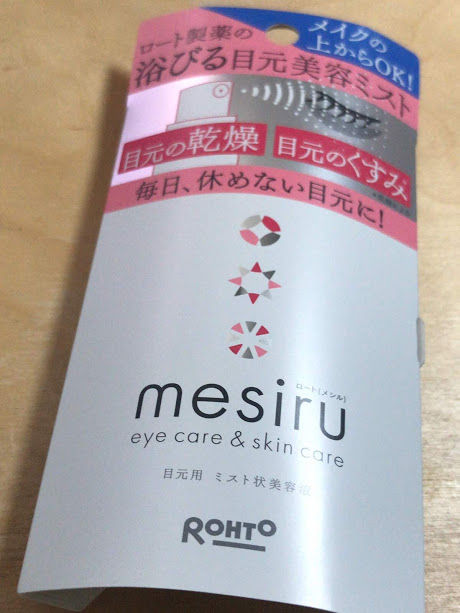 メイクの
上からOK!
ロート製薬の
浴びる目元美容ミスト
目元の乾燥 目元のくすみ
毎日、休めない目元に!
ロート[メシル]
mesiru
eye care & skin care
目元用 ミスト状美容液
ROHTO